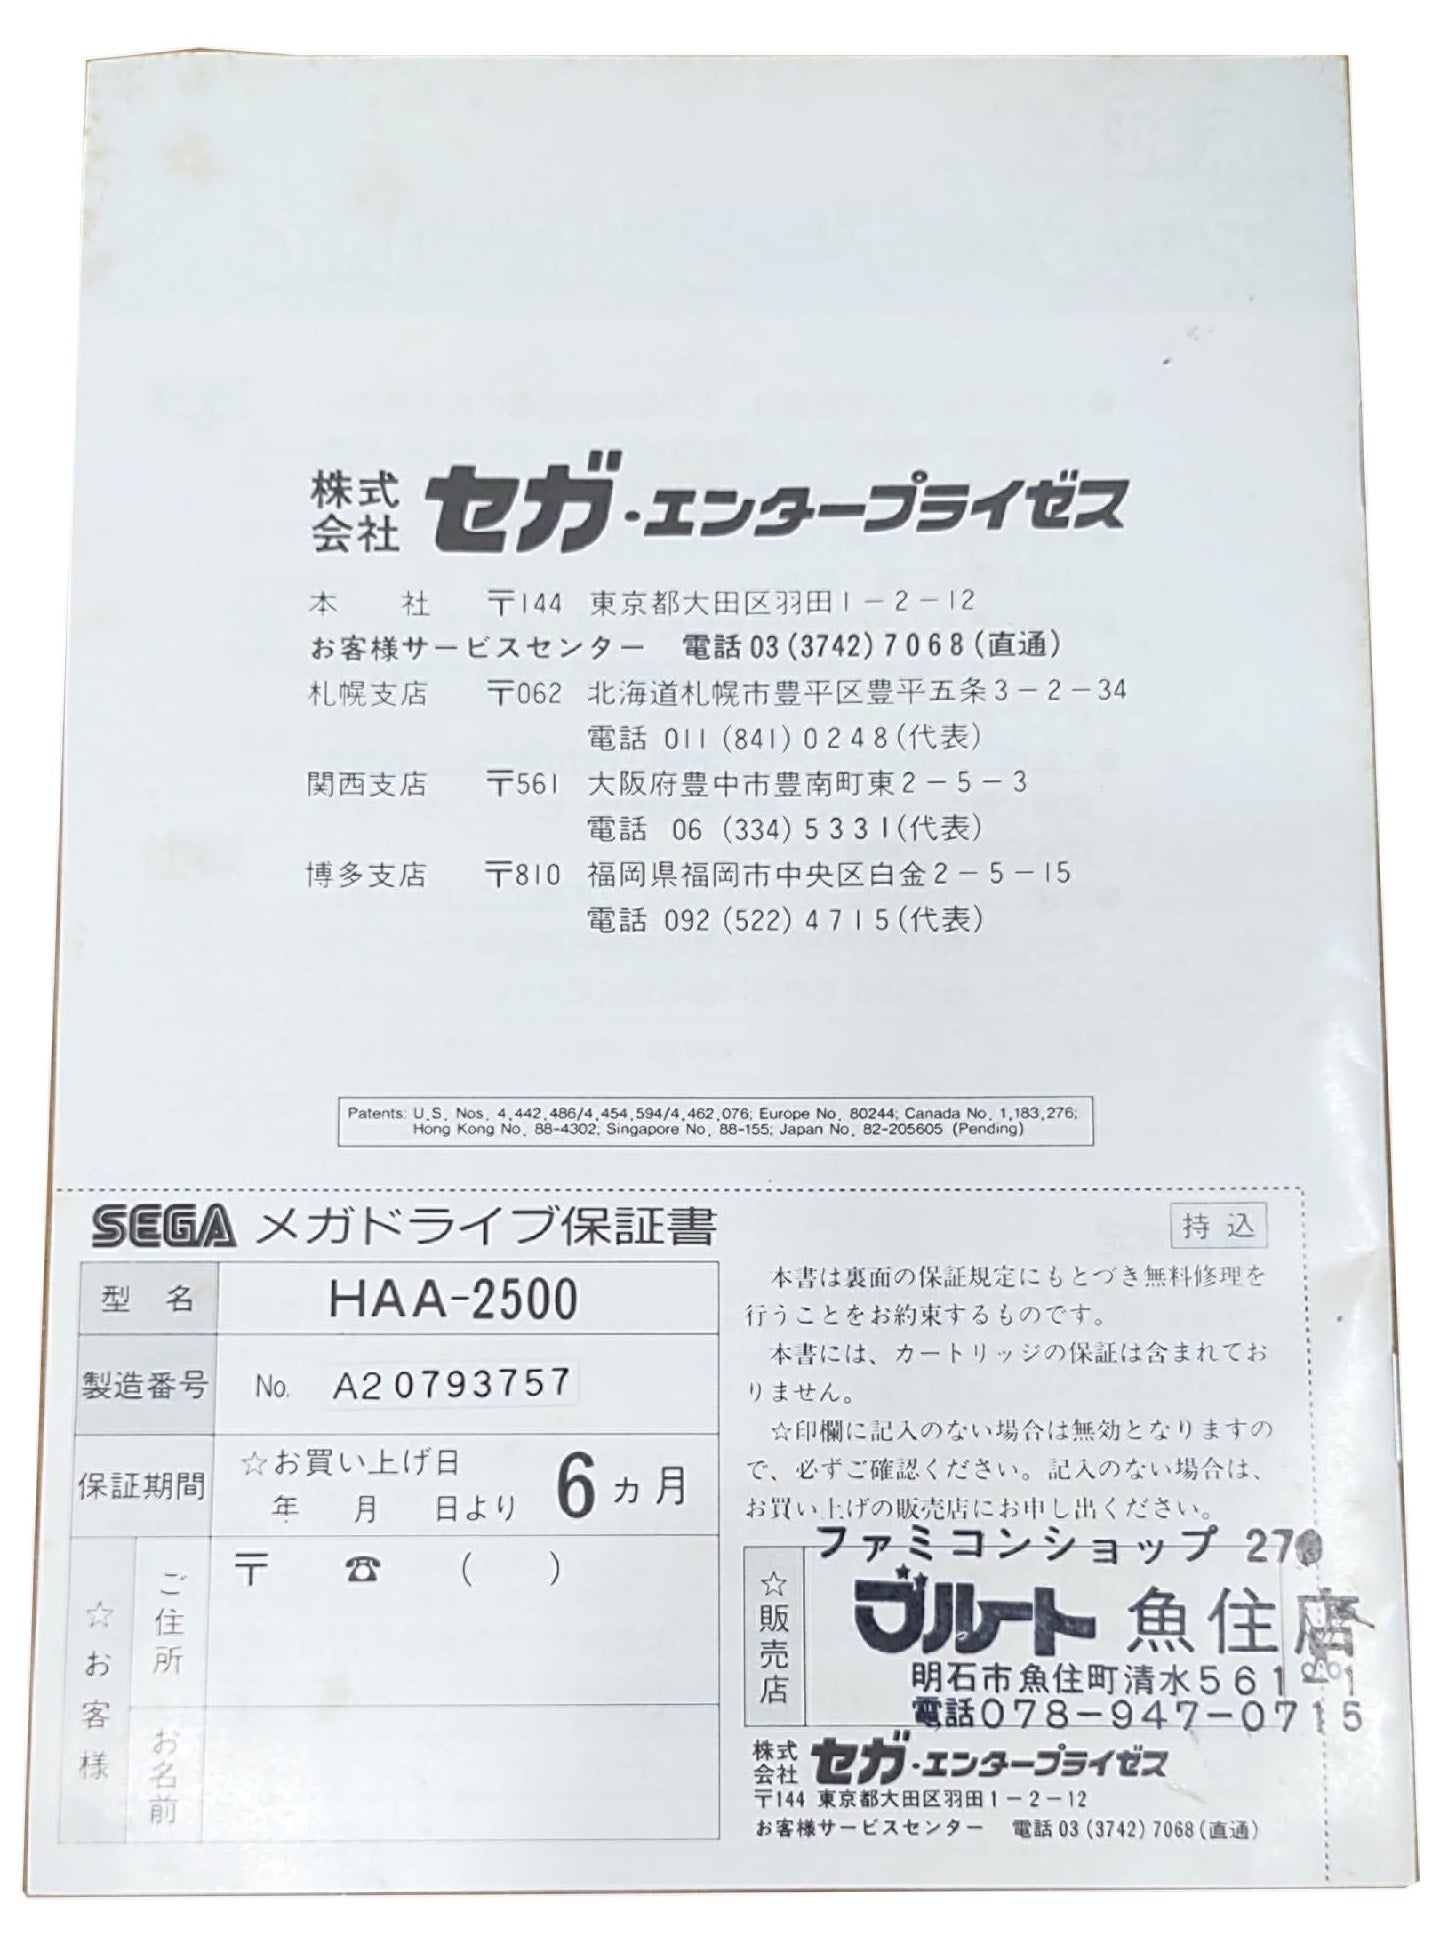 株式会社 セガ・エンタープライゼス
本社 〒144 東京都大田区羽田1-2-12
お客様サービスセンター 電話03(3742)7068(直通)
札幌支店 〒062 北海道札幌市豊平区豊平五条3-2-34
電話 011(841)0248(代表)
関西支店 〒561 大阪府豊中市豊南町東2-5-3
電話 06(334)5331(代表)
博多支店 〒810 福岡県福岡市中央区白金2-5-15
電話 092(522)4715(代表)
Patents: U.S. Nos. 4,442,486/4,454,594/4,462,076; Europe No. 80244; Canada No. 1,183,276;
Hong Kong No. 88-4302; Singapore No. 88-155; Japan No. 82-205605 (Pending)
SEGA メガドライブ保証書
持込
型名 HAA-2500
製造番号 No. A20793757
保証期間 ☆お買い上げ日
年 月 日より 6ヵ月
☆お客様
ご住所 〒 ☎ ( )
お名前
本書は裏面の保証規定にもとづき無料修理を
行うことをお約束するものです。
本書には、カートリッジの保証は含まれてお
りません。
☆印欄に記入のない場合は無効となりますの
で、必ずご確認ください。記入のない場合は、
お買い上げの販売店にお申し出ください。
☆販売店
ファミコンショップ
ブルート 魚住店
明石市魚住町清水561-1
電話078-947-0715
株式会社 セガ・エンタープライゼス
〒144 東京都大田区羽田1-2-12
お客様サービスセンター 電話03(3742)7068(直通)